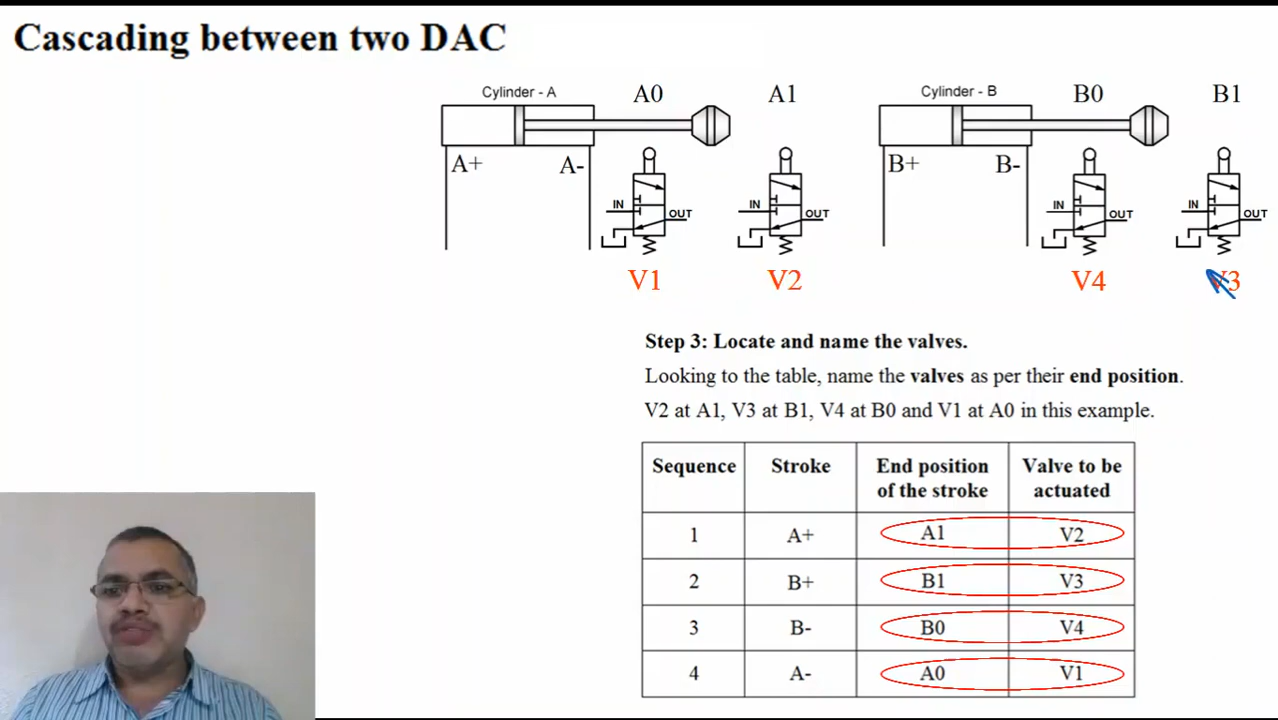 Cascading between two DAC
Cylinder - A
A0
A1
Cylinder - B
B0
B1
A+
A-
B+
B-
IN
OUT
IN
OUT
IN
OUT
IN
OUT
V1
V2
V4
V3
Step 3: Locate and name the valves.
Looking to the table, name the valves as per their end position.
V2 at A1, V3 at B1, V4 at B0 and V1 at A0 in this example.
Sequence
Stroke
End position
of the stroke
Valve to be
actuated
1 A+ A1 V2
2 B+ B1 V3
3 B- B0 V4
4 A- A0 V1